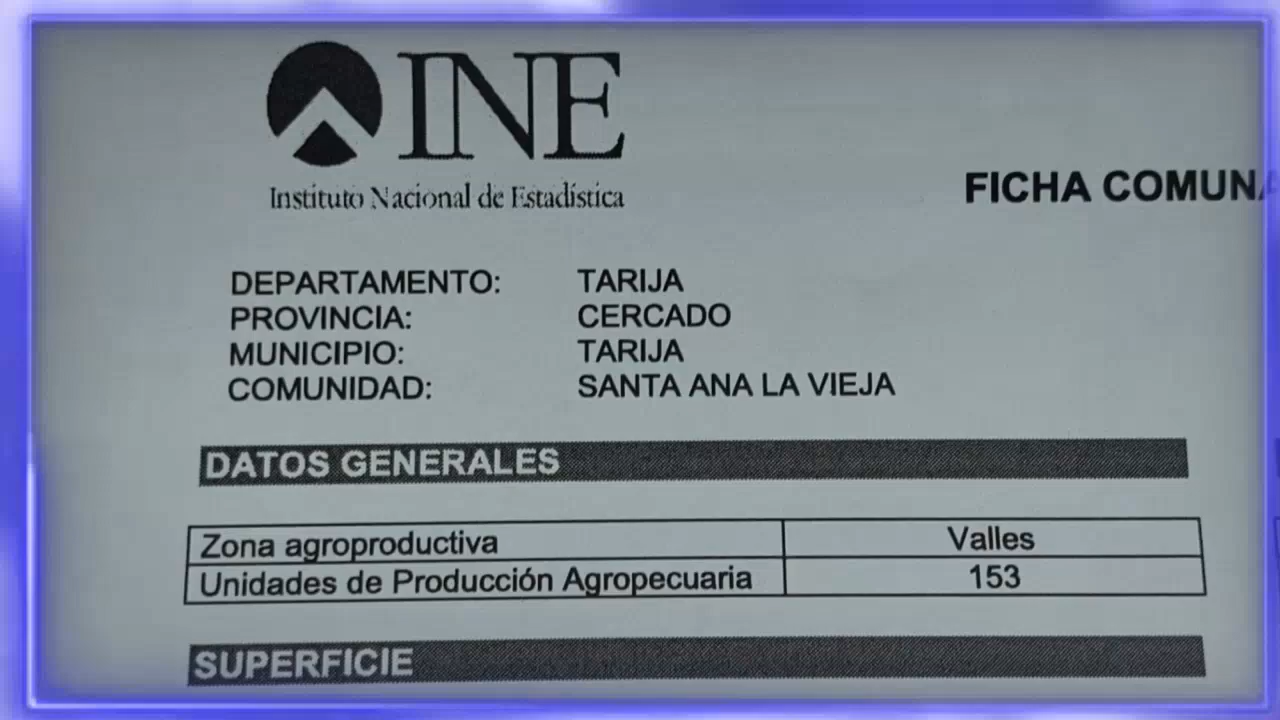 INE
Instituto Nacional de Estadística
FICHA COMUNA
DEPARTAMENTO: TARIJA
PROVINCIA: CERCADO
MUNICIPIO: TARIJA
COMUNIDAD: SANTA ANA LA VIEJA
DATOS GENERALES
Zona agroproductiva Valles
Unidades de Producción Agropecuaria 153
SUPERFICIE